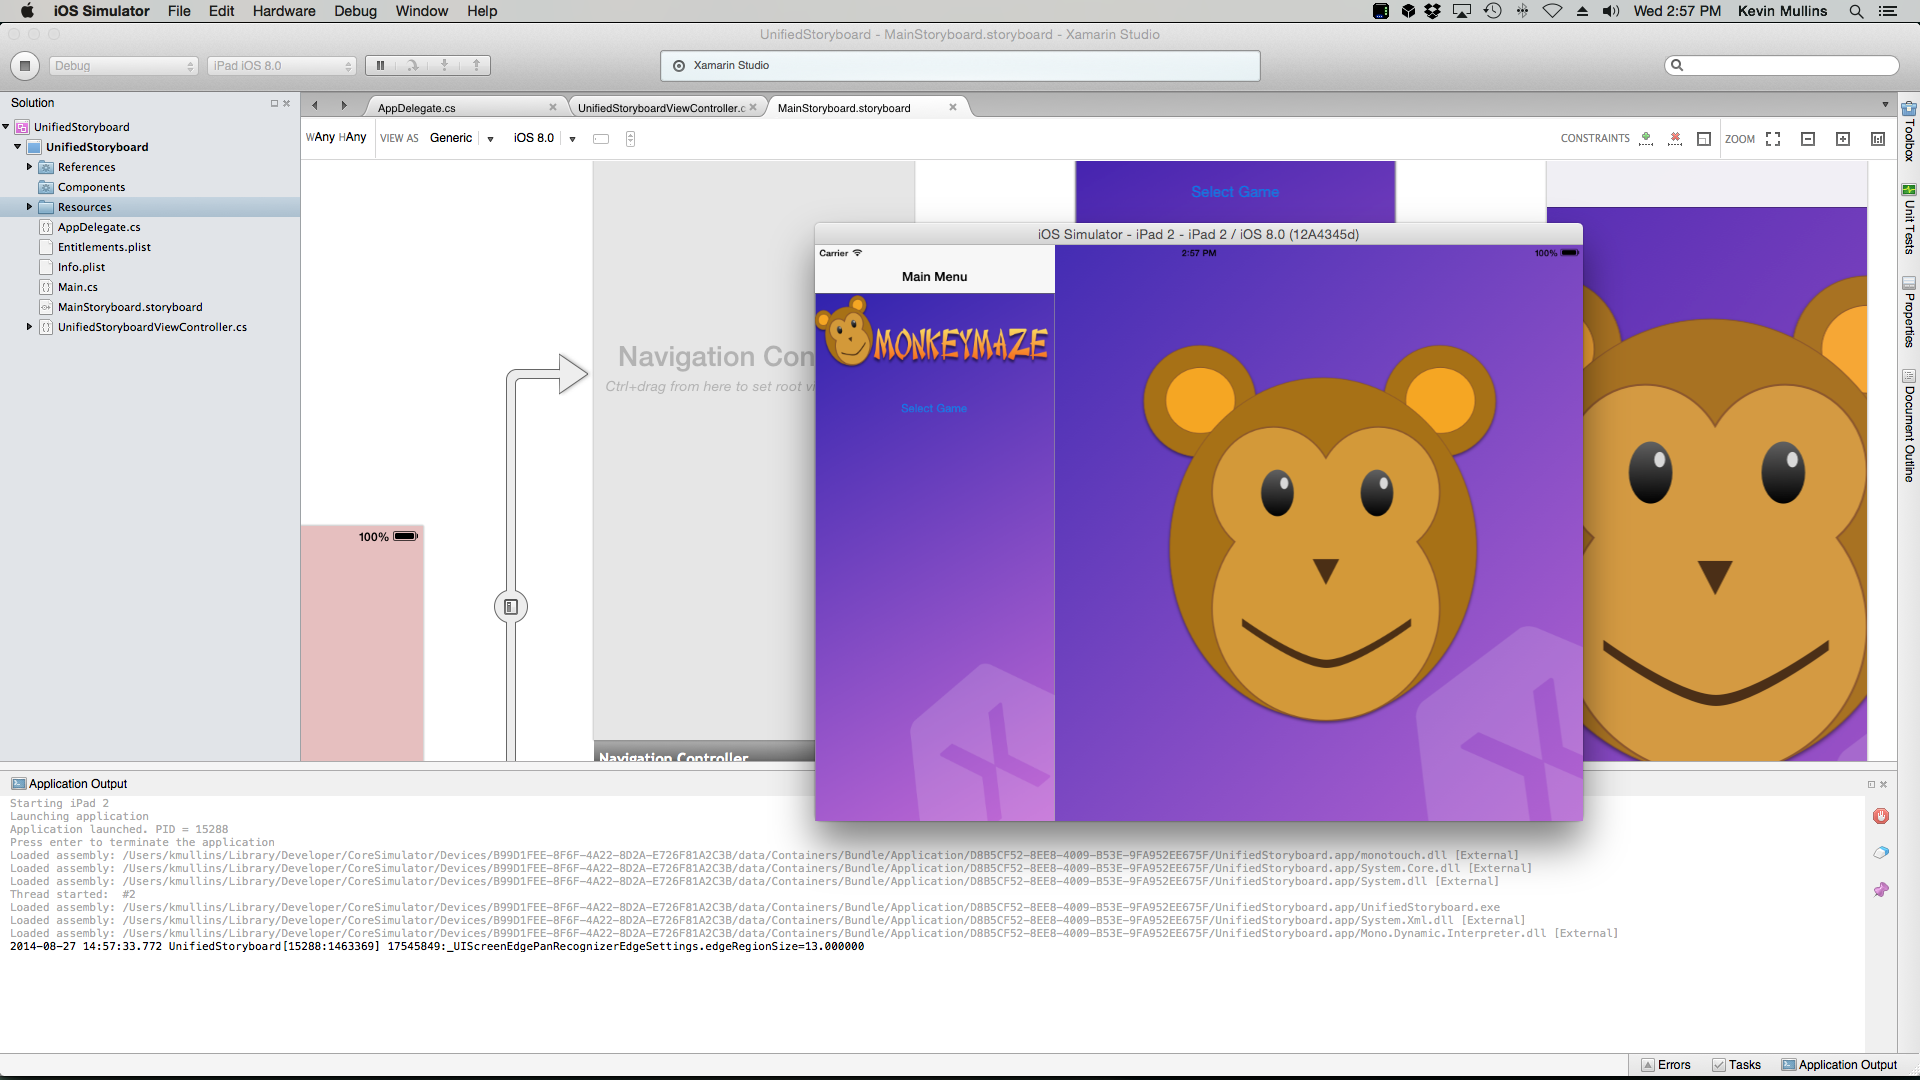 iOS Simulator File Edit Hardware Debug Window Help Wed 2:57 PM Kevin Mullins
UnifiedStoryboard - MainStoryboard.storyboard - Xamarin Studio
Debug iPad iOS 8.0 Xamarin Studio
Solution
AppDelegate.cs UnifiedStoryboardViewController.c MainStoryboard.storyboard
WAny HAny VIEW AS Generic iOS 8.0 CONSTRAINTS ZOOM
UnifiedStoryboard
UnifiedStoryboard
References
Components
Resources
AppDelegate.cs
Entitlements.plist
Info.plist
Main.cs
MainStoryboard.storyboard
UnifiedStoryboardViewController.cs
Toolbox
Unit Tests
Properties
Document Outline
Select Game
Navigation Con
Ctrl+drag from here to set root vi
100%
Navigation Controller
iOS Simulator - iPad 2 - iPad 2 / iOS 8.0 (12A4345d)
Carrier 2:57 PM 100%
Main Menu
MONKEYMAZE
Select Game
Application Output
Starting iPad 2
Launching application
Application launched. PID = 15288
Press enter to terminate the application
Loaded assembly: /Users/kmullins/Library/Developer/CoreSimulator/Devices/B99D1FEE-8F6F-4A22-8D2A-E726F81A2C3B/data/Containers/Bundle/Application/D8B5CF52-8EE8-4009-B53E-9FA952EE675F/UnifiedStoryboard.app/monotouch.dll [External]
Loaded assembly: /Users/kmullins/Library/Developer/CoreSimulator/Devices/B99D1FEE-8F6F-4A22-8D2A-E726F81A2C3B/data/Containers/Bundle/Application/D8B5CF52-8EE8-4009-B53E-9FA952EE675F/UnifiedStoryboard.app/System.Core.dll [External]
Loaded assembly: /Users/kmullins/Library/Developer/CoreSimulator/Devices/B99D1FEE-8F6F-4A22-8D2A-E726F81A2C3B/data/Containers/Bundle/Application/D8B5CF52-8EE8-4009-B53E-9FA952EE675F/UnifiedStoryboard.app/System.dll [External]
Thread started: #2
Loaded assembly: /Users/kmullins/Library/Developer/CoreSimulator/Devices/B99D1FEE-8F6F-4A22-8D2A-E726F81A2C3B/data/Containers/Bundle/Application/D8B5CF52-8EE8-4009-B53E-9FA952EE675F/UnifiedStoryboard.app/UnifiedStoryboard.exe
Loaded assembly: /Users/kmullins/Library/Developer/CoreSimulator/Devices/B99D1FEE-8F6F-4A22-8D2A-E726F81A2C3B/data/Containers/Bundle/Application/D8B5CF52-8EE8-4009-B53E-9FA952EE675F/UnifiedStoryboard.app/System.Xml.dll [External]
Loaded assembly: /Users/kmullins/Library/Developer/CoreSimulator/Devices/B99D1FEE-8F6F-4A22-8D2A-E726F81A2C3B/data/Containers/Bundle/Application/D8B5CF52-8EE8-4009-B53E-9FA952EE675F/UnifiedStoryboard.app/Mono.Dynamic.Interpreter.dll [External]
2014-08-27 14:57:33.772 UnifiedStoryboard[15288:1463369] 17545849:_UIScreenEdgePanRecognizerEdgeSettings.edgeRegionSize=13.000000
Errors Tasks Application Output